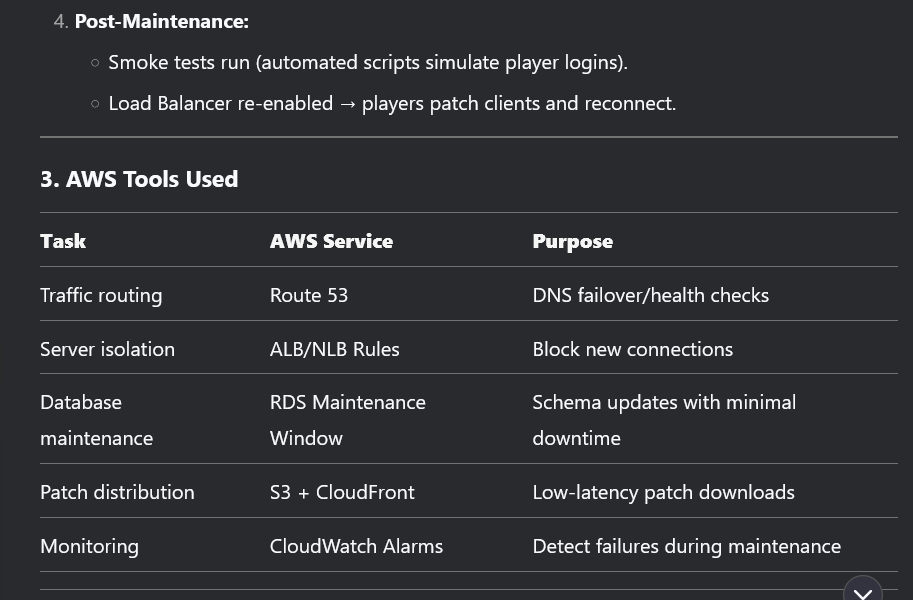 4. Post-Maintenance:
○ Smoke tests run (automated scripts simulate player logins).
○ Load Balancer re-enabled → players patch clients and reconnect.
3. AWS Tools Used
Task AWS Service Purpose
Traffic routing Route 53 DNS failover/health checks
Server isolation ALB/NLB Rules Block new connections
Database RDS Maintenance Schema updates with minimal
maintenance Window downtime
Patch distribution S3 + CloudFront Low-latency patch downloads
Monitoring CloudWatch Alarms Detect failures during maintenance